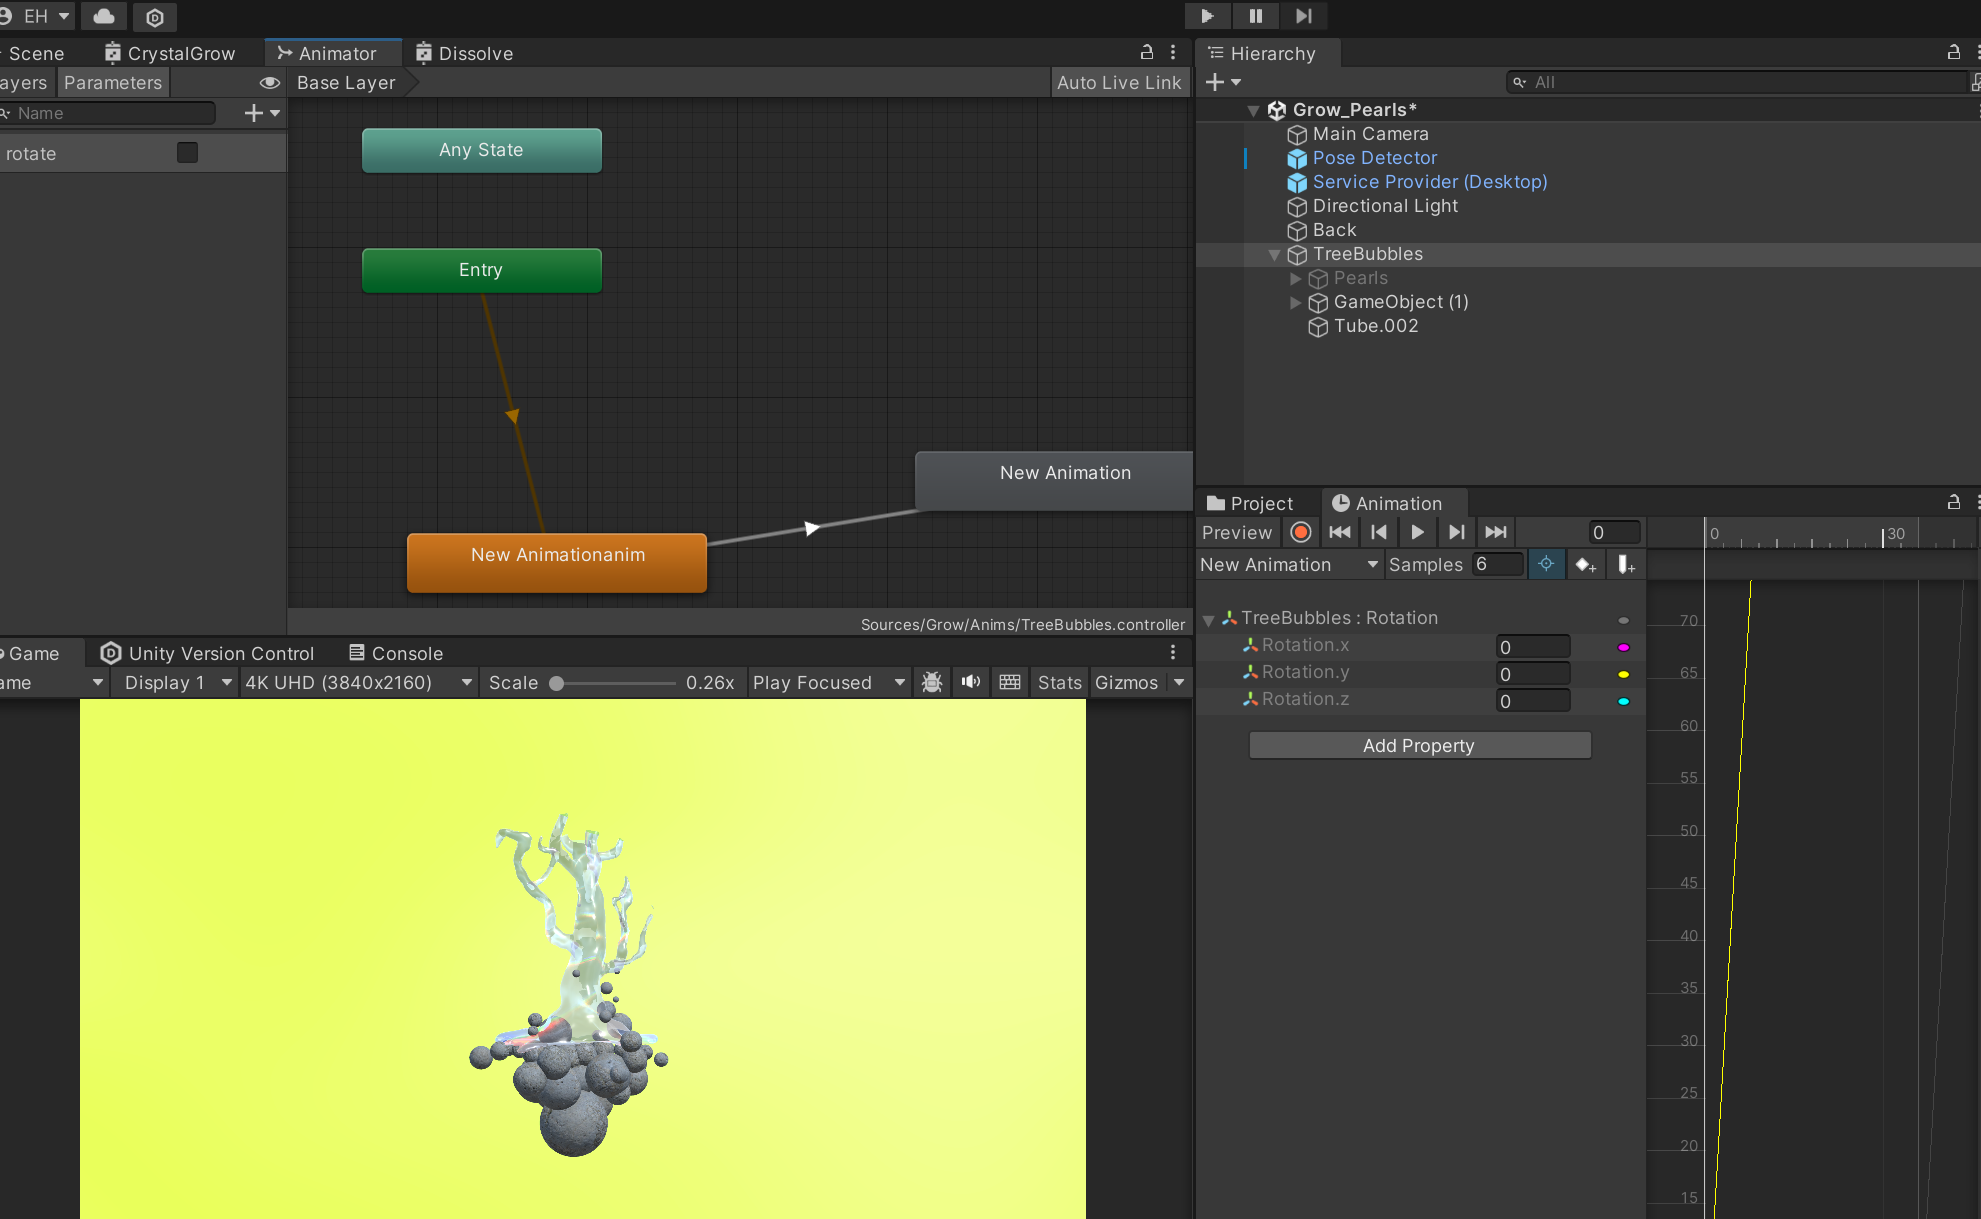 EH
Scene
CrystalGrow
Animator
Dissolve
Hierarchy
ayers
Parameters
Base Layer
Auto Live Link
All
Name
rotate
Any State
Entry
New Animation
New Animationanim
Sources/Grow/Anims/TreeBubbles.controller
Grow_Pearls*
Main Camera
Pose Detector
Service Provider (Desktop)
Directional Light
Back
TreeBubbles
Pearls
GameObject (1)
Tube.002
Project
Animation
Preview
0
0
30
New Animation
Samples
6
TreeBubbles : Rotation
Rotation.x
0
Rotation.y
0
Rotation.z
0
Add Property
70
65
60
55
50
45
40
35
30
25
20
15
Game
Unity Version Control
Console
ame
Display 1
4K UHD (3840x2160)
Scale
0.26x
Play Focused
Stats
Gizmos